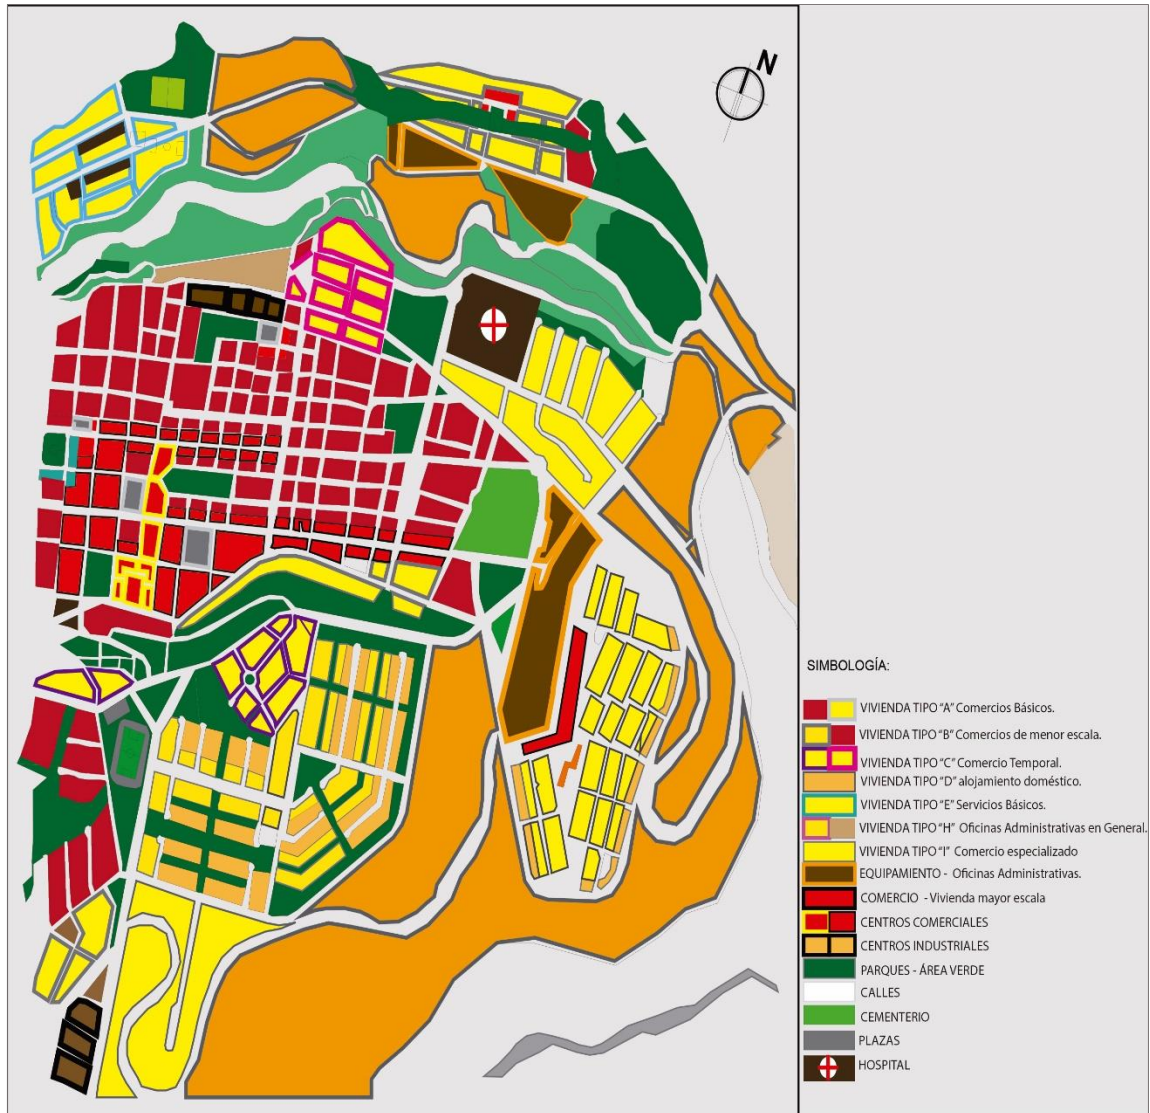 N
SIMBOLOGÍA:
VIVIENDA TIPO "A" Comercios Básicos.
VIVIENDA TIPO "B" Comercios de menor escala.
VIVIENDA TIPO "C" Comercio Temporal.
VIVIENDA TIPO "D" alojamiento doméstico.
VIVIENDA TIPO "E" Servicios Básicos.
VIVIENDA TIPO "H" Oficinas Administrativas en General.
VIVIENDA TIPO "I" Comercio especializado
EQUIPAMIENTO - Oficinas Administrativas.
COMERCIO - Vivienda mayor escala
CENTROS COMERCIALES
CENTROS INDUSTRIALES
PARQUES - ÁREA VERDE
CALLES
CEMENTERIO
PLAZAS
HOSPITAL